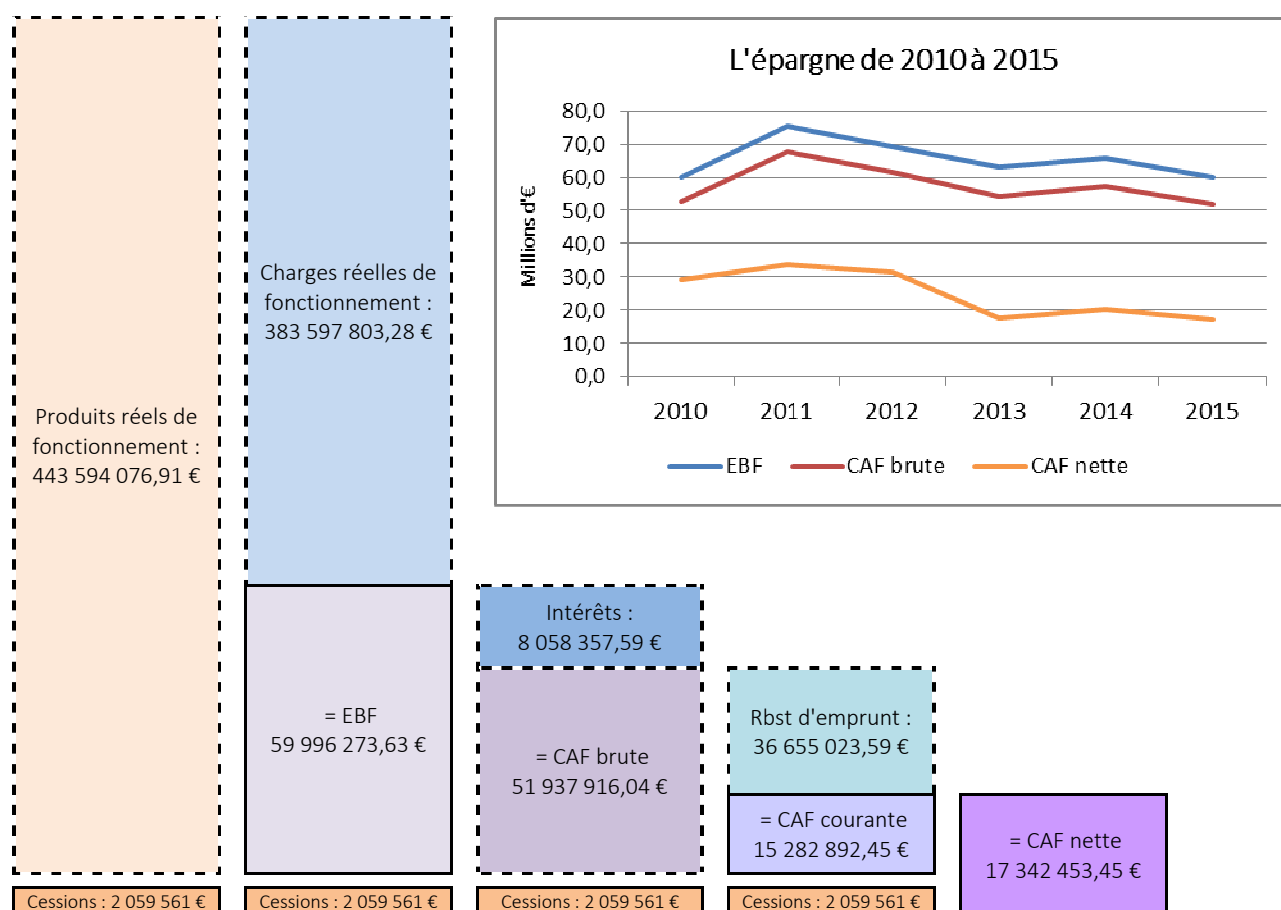 L'épargne de 2010 à 2015
Millions d'€
80,0
70,0
60,0
50,0
40,0
30,0
20,0
10,0
0,0
2010 2011 2012 2013 2014 2015
EBF CAF brute CAF nette
Produits réels de
fonctionnement :
443 594 076,91 €
Charges réelles de
fonctionnement :
383 597 803,28 €
= EBF
59 996 273,63 €
Intérêts :
8 058 357,59 €
= CAF brute
51 937 916,04 €
Rbst d'emprunt :
36 655 023,59 €
= CAF courante
15 282 892,45 €
= CAF nette
17 342 453,45 €
Cessions : 2 059 561 €
Cessions : 2 059 561 €
Cessions : 2 059 561 €
Cessions : 2 059 561 €